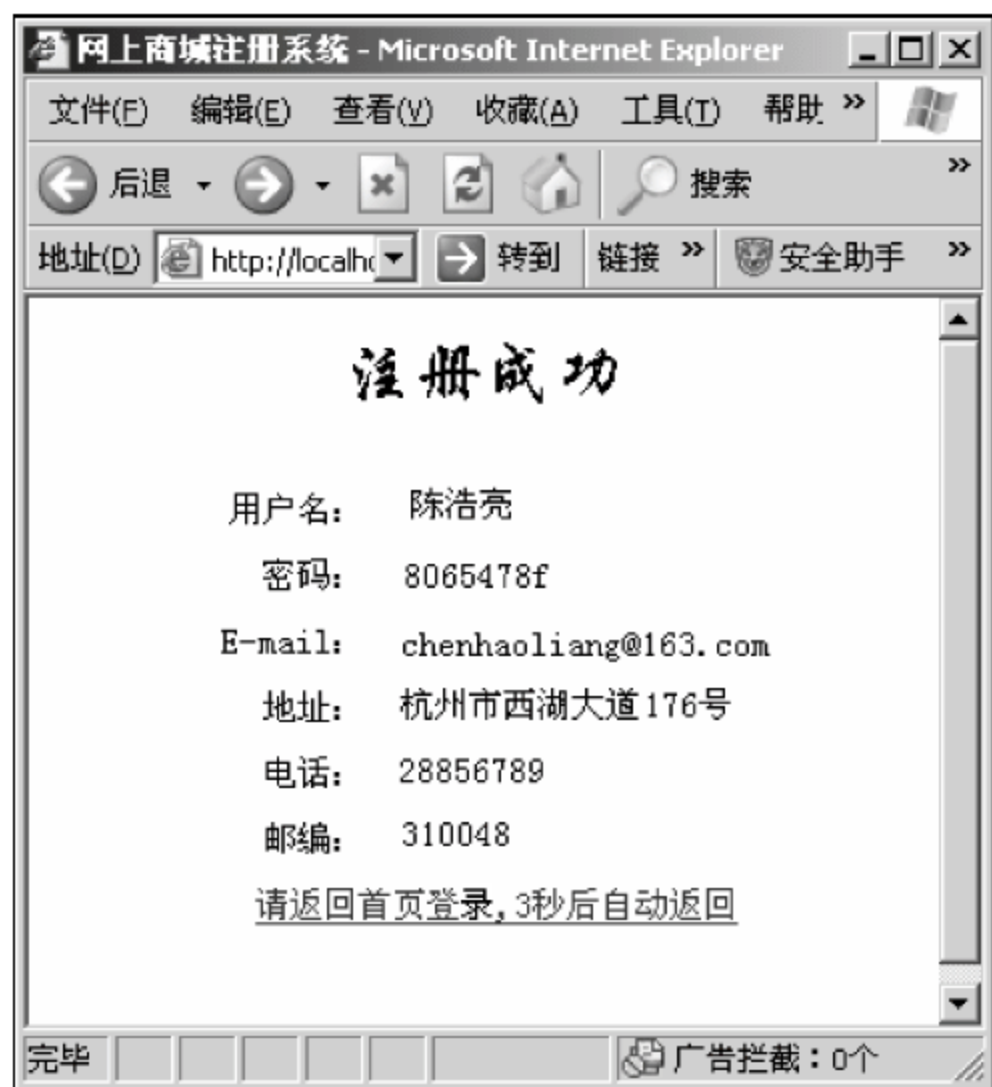 网上商城注册系统 - Microsoft Internet Explorer
文件(F) 编辑(E) 查看(V) 收藏(A) 工具(T) 帮助 »
后退 搜索 »
地址(D) http://localh 转到 链接 » 安全助手 »
注册成功
用户名: 陈浩亮
密码: 8065478f
E-mail: chenhaoliang@163.com
地址: 杭州市西湖大道176号
电话: 28856789
邮编: 310048
请返回首页登录,3秒后自动返回
完毕 广告拦截:0个